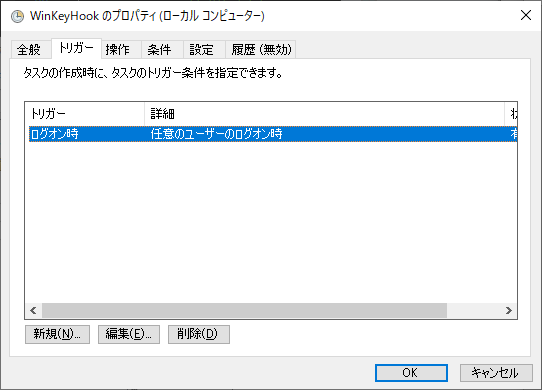 WinKeyHook のプロパティ (ローカル コンピューター)
全般 トリガー 操作 条件 設定 履歴 (無効)
タスクの作成時に、タスクのトリガー条件を指定できます。
トリガー 詳細
ログオン時 任意のユーザーのログオン時
新規(N)... 編集(E)... 削除(D)
OK キャンセル